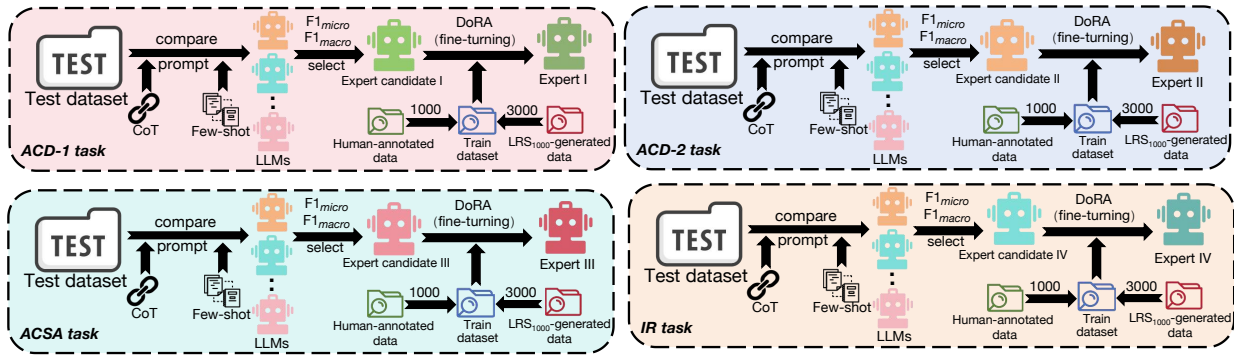 TEST
Test dataset
compare
prompt
CoT
Few-shot
LLMs
F1micro
F1macro
select
Expert candidate I
DoRA
(fine-turning)
Expert I
1000
3000
Human-annotated
data
Train
dataset
LRS1000-generated
data
ACD-1 task
TEST
Test dataset
compare
prompt
CoT
Few-shot
LLMs
F1micro
F1macro
select
Expert candidate II
DoRA
(fine-turning)
Expert II
1000
3000
Human-annotated
data
Train
dataset
LRS1000-generated
data
ACD-2 task
TEST
Test dataset
compare
prompt
CoT
Few-shot
LLMs
F1micro
F1macro
select
Expert candidate III
DoRA
(fine-turning)
Expert III
1000
3000
Human-annotated
data
Train
dataset
LRS1000-generated
data
ACSA task
TEST
Test dataset
compare
prompt
CoT
Few-shot
LLMs
F1micro
F1macro
select
Expert candidate IV
DoRA
(fine-turning)
Expert IV
1000
3000
Human-annotated
data
Train
dataset
LRS1000-generated
data
IR task